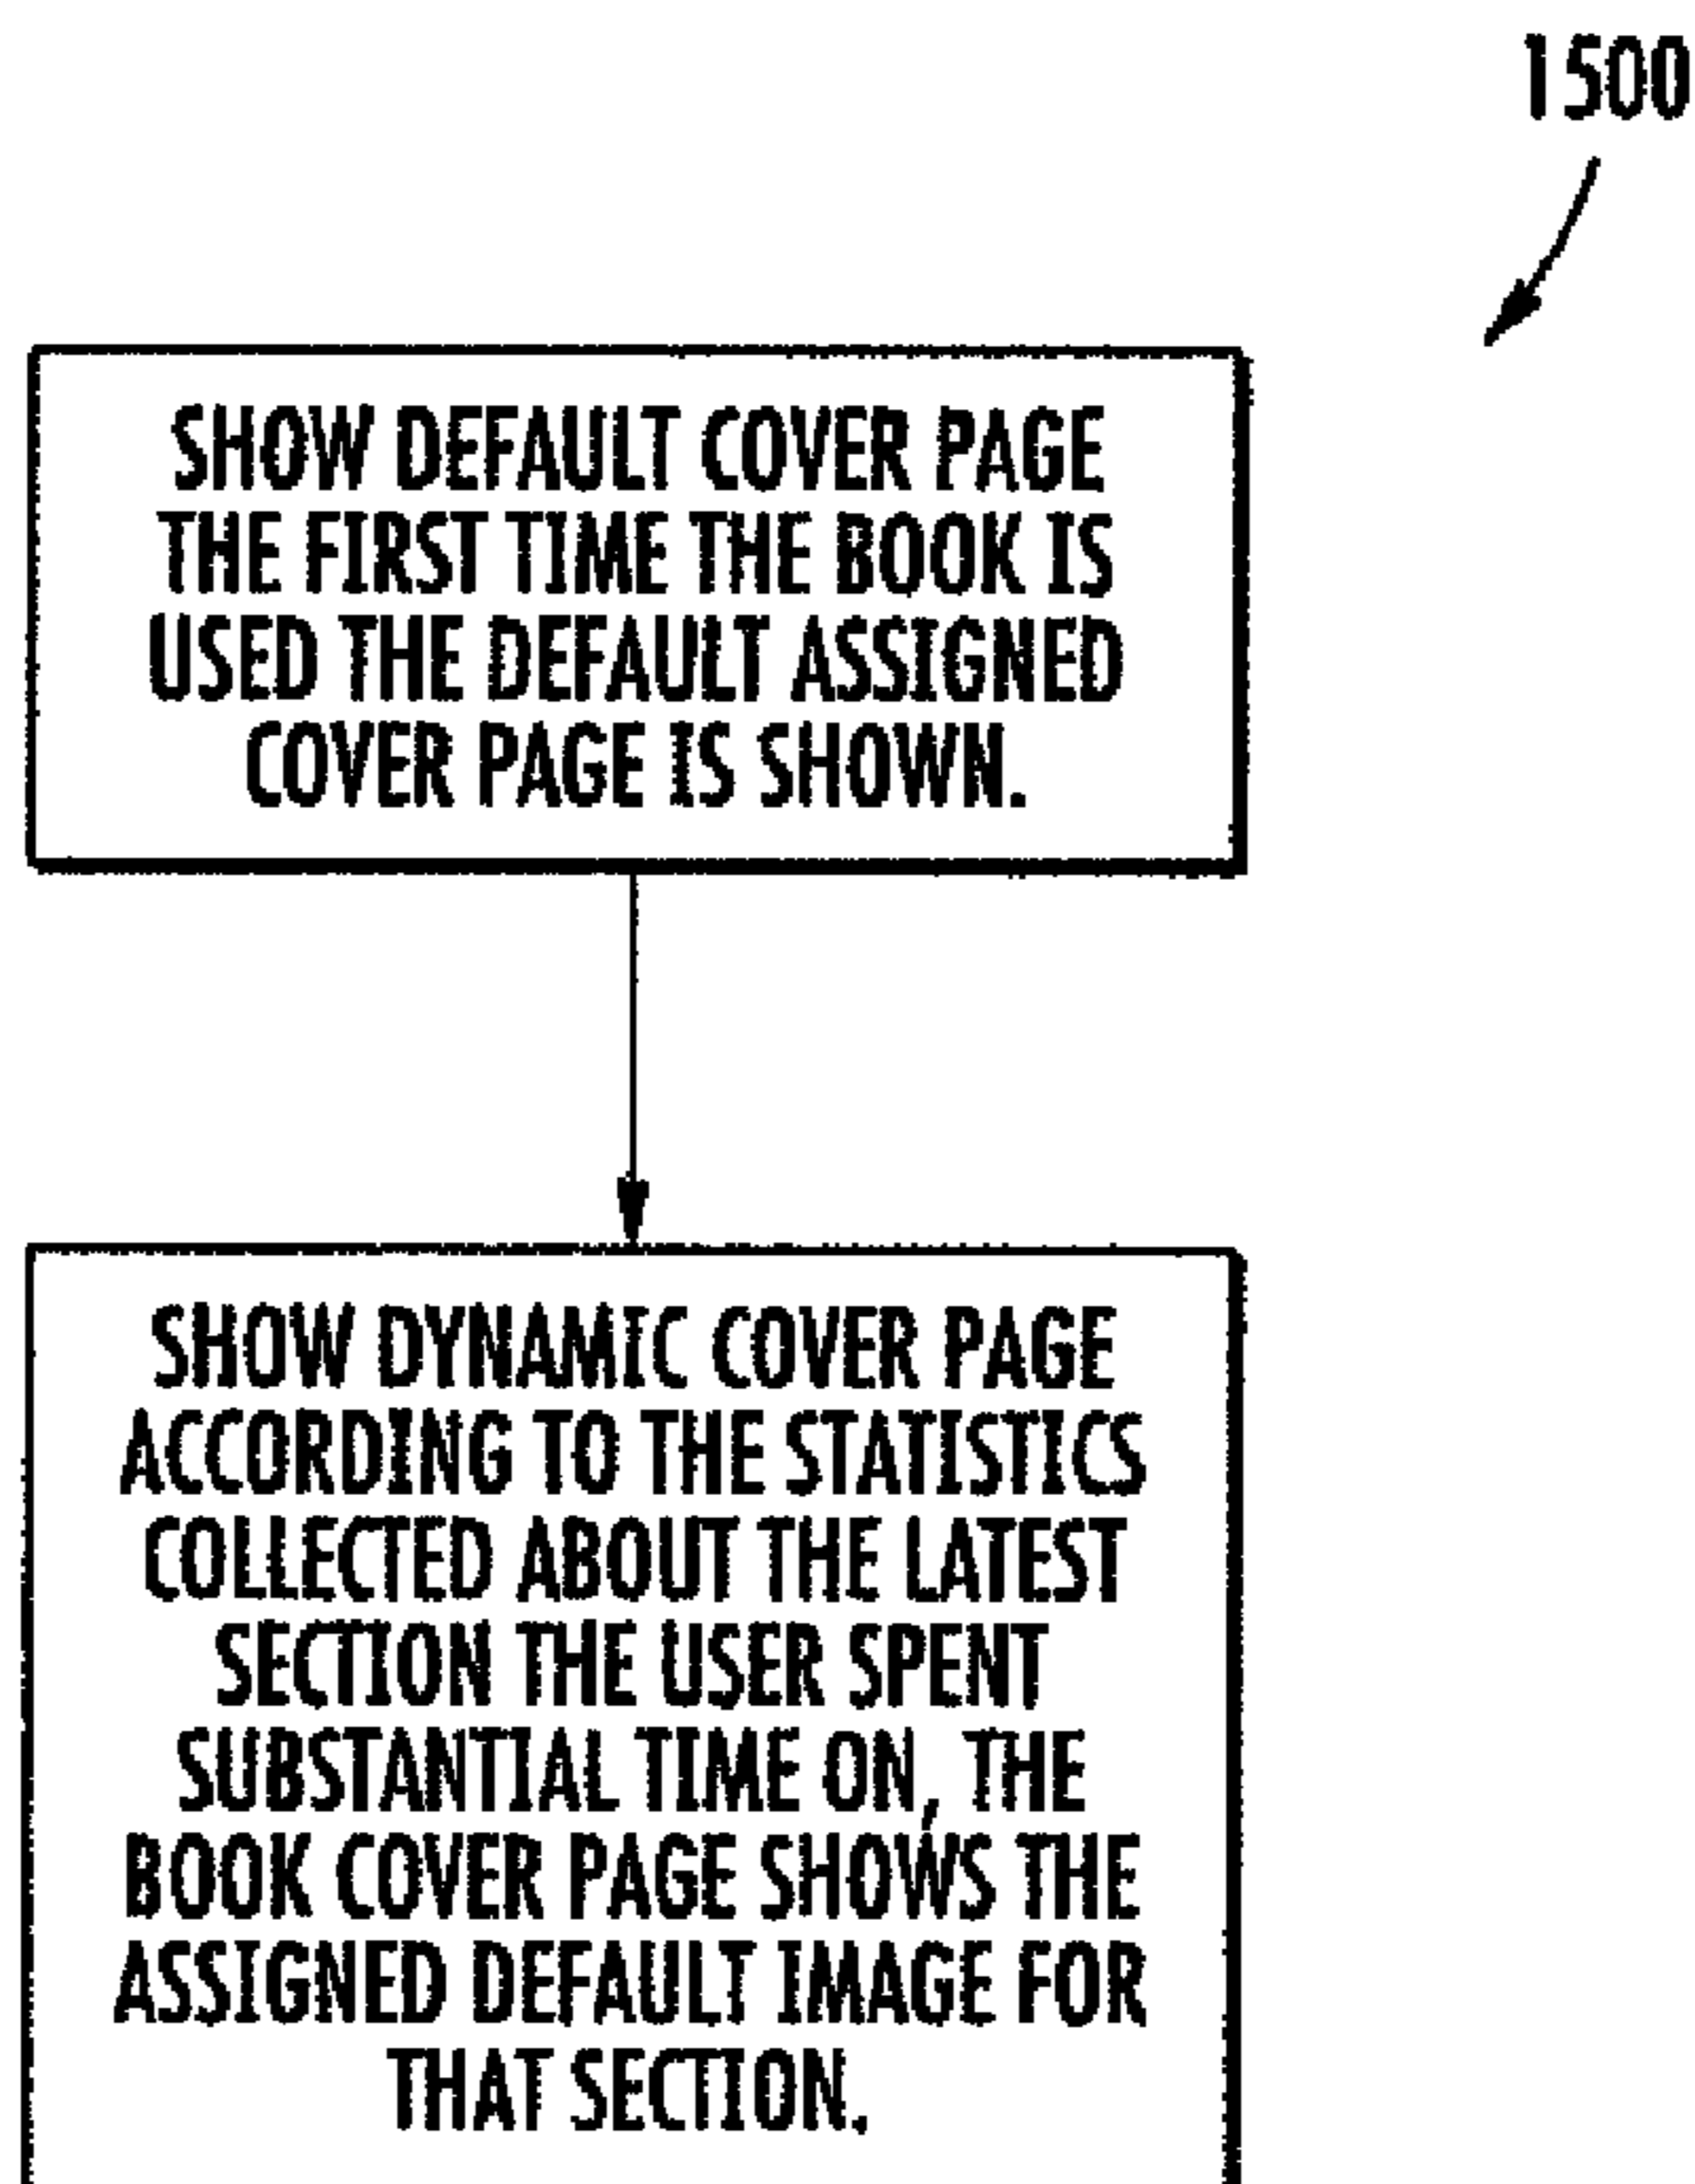 1500
SHOW DEFAULT COVER PAGE
THE FIRST TIME THE BOOK IS
USED THE DEFAULT ASSIGNED
COVER PAGE IS SHOWN.
SHOW DYNAMIC COVER PAGE
ACCORDING TO THE STATISTICS
COLLECTED ABOUT THE LATEST
SECTION THE USER SPENT
SUBSTANTIAL TIME ON, THE
BOOK COVER PAGE SHOWS THE
ASSIGNED DEFAULT IMAGE FOR
THAT SECTION.